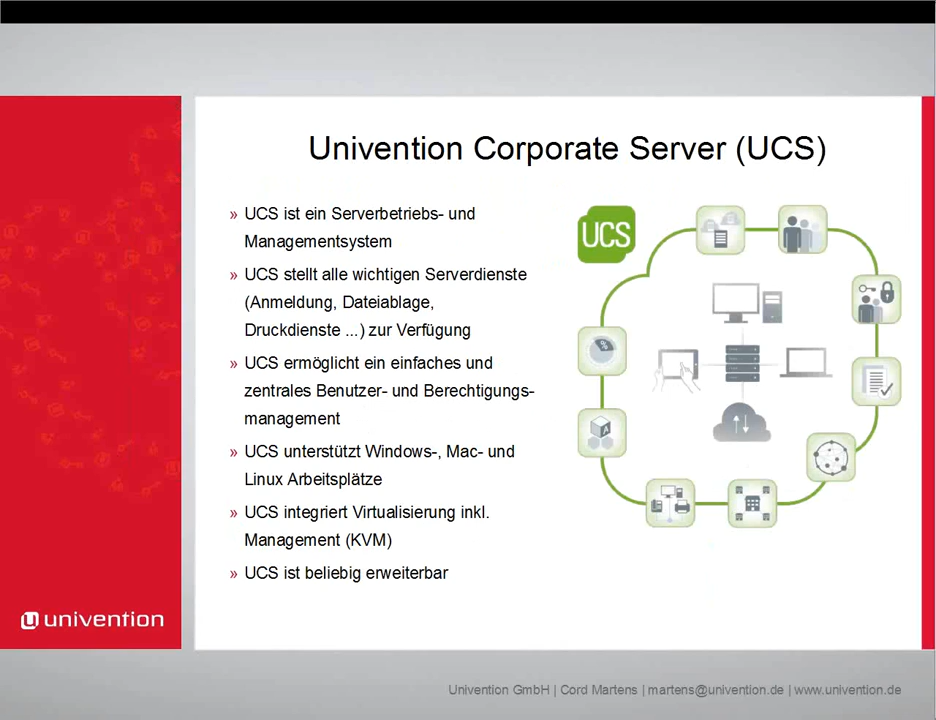 Univention Corporate Server (UCS)
» UCS ist ein Serverbetriebs- und
Managementsystem
» UCS stellt alle wichtigen Serverdienste
(Anmeldung, Dateiablage,
Druckdienste ...) zur Verfügung
» UCS ermöglicht ein einfaches und
zentrales Benutzer- und Berechtigungs-
management
» UCS unterstützt Windows-, Mac- und
Linux Arbeitsplätze
» UCS integriert Virtualisierung inkl.
Management (KVM)
» UCS ist beliebig erweiterbar
UCS
%
A
univention
Univention GmbH | Cord Martens | martens@univention.de | www.univention.de